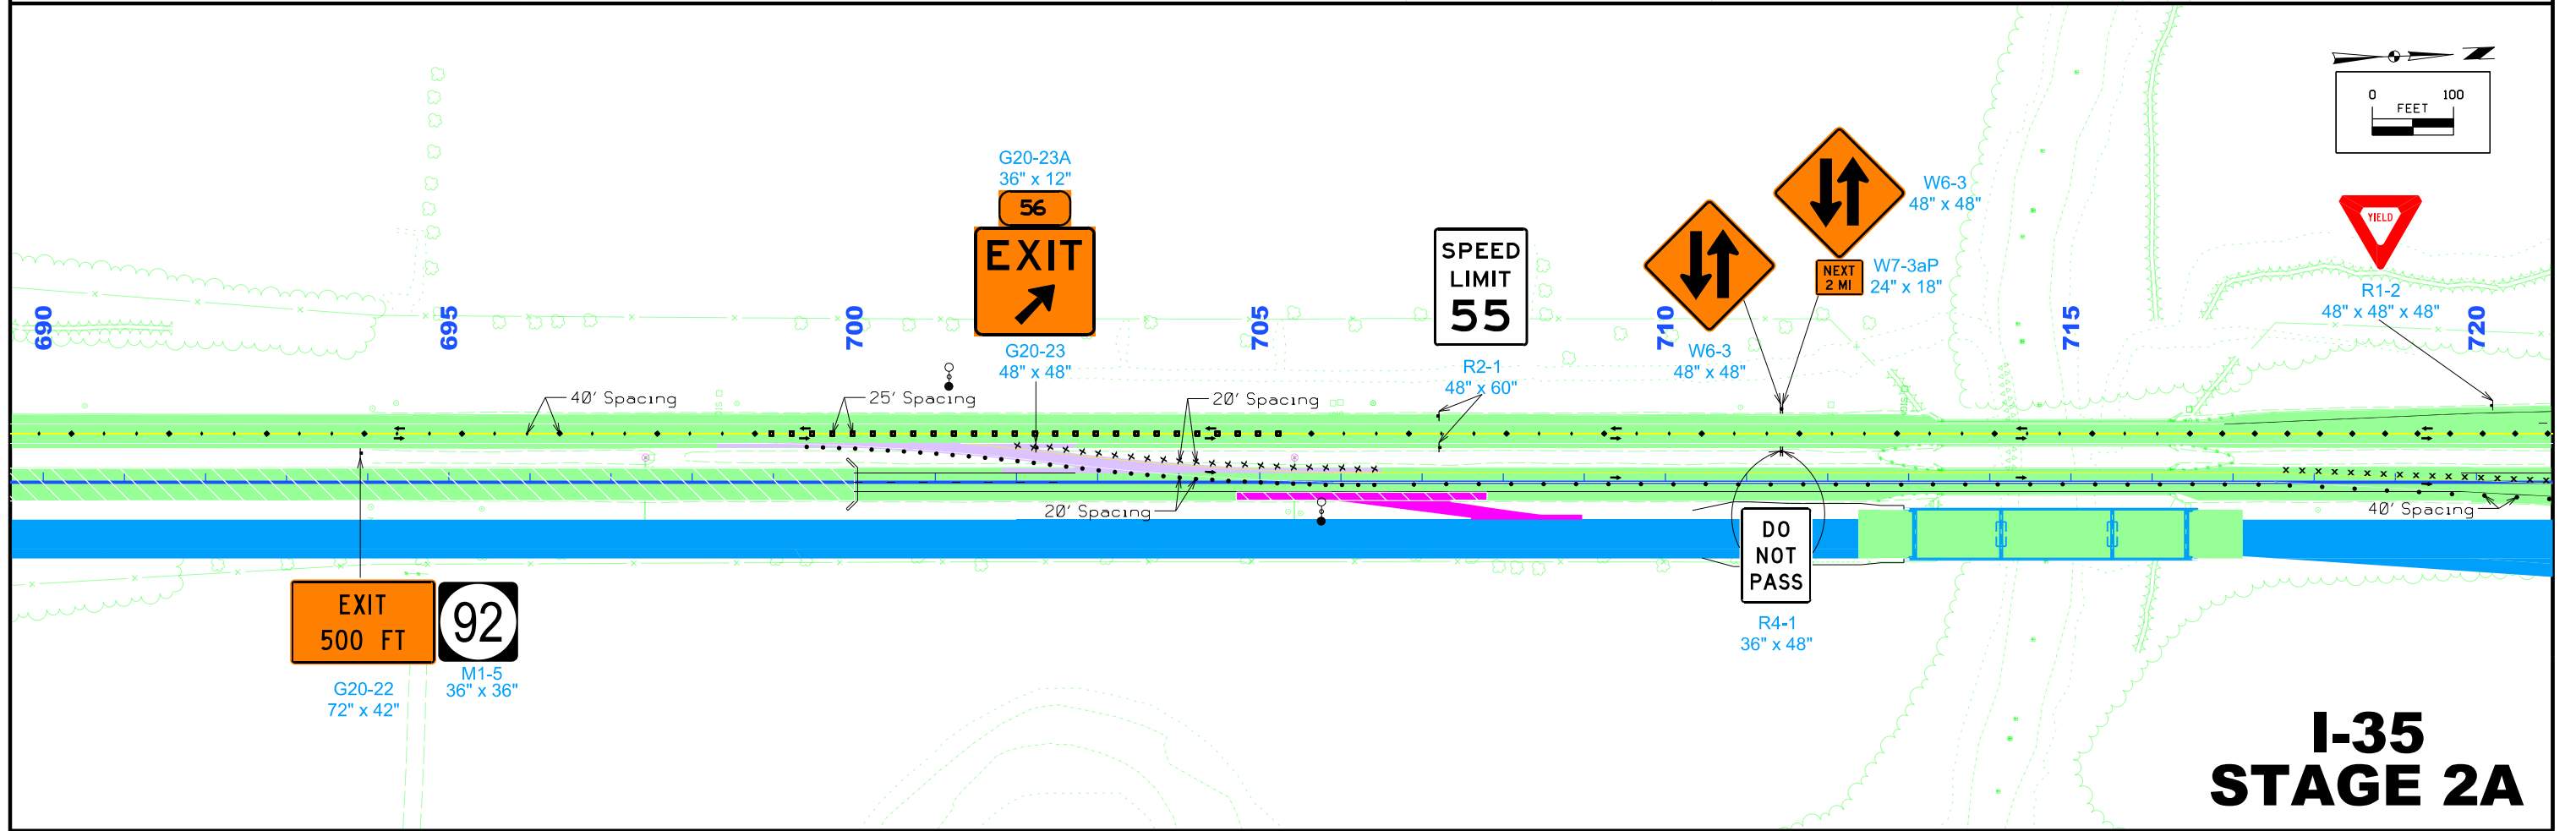 0 100
FEET
G20-23A
36" x 12"
56
EXIT
G20-23
48" x 48"
SPEED
LIMIT
55
R2-1
48" x 60"
W6-3
48" x 48"
W6-3
48" x 48"
NEXT
2 MI
W7-3aP
24" x 18"
YIELD
R1-2
48" x 48" x 48"
690
695
700
705
710
715
720
40' Spacing
25' Spacing
20' Spacing
20' Spacing
40' Spacing
EXIT
500 FT
G20-22
72" x 42"
92
M1-5
36" x 36"
DO
NOT
PASS
R4-1
36" x 48"
I-35
STAGE 2A